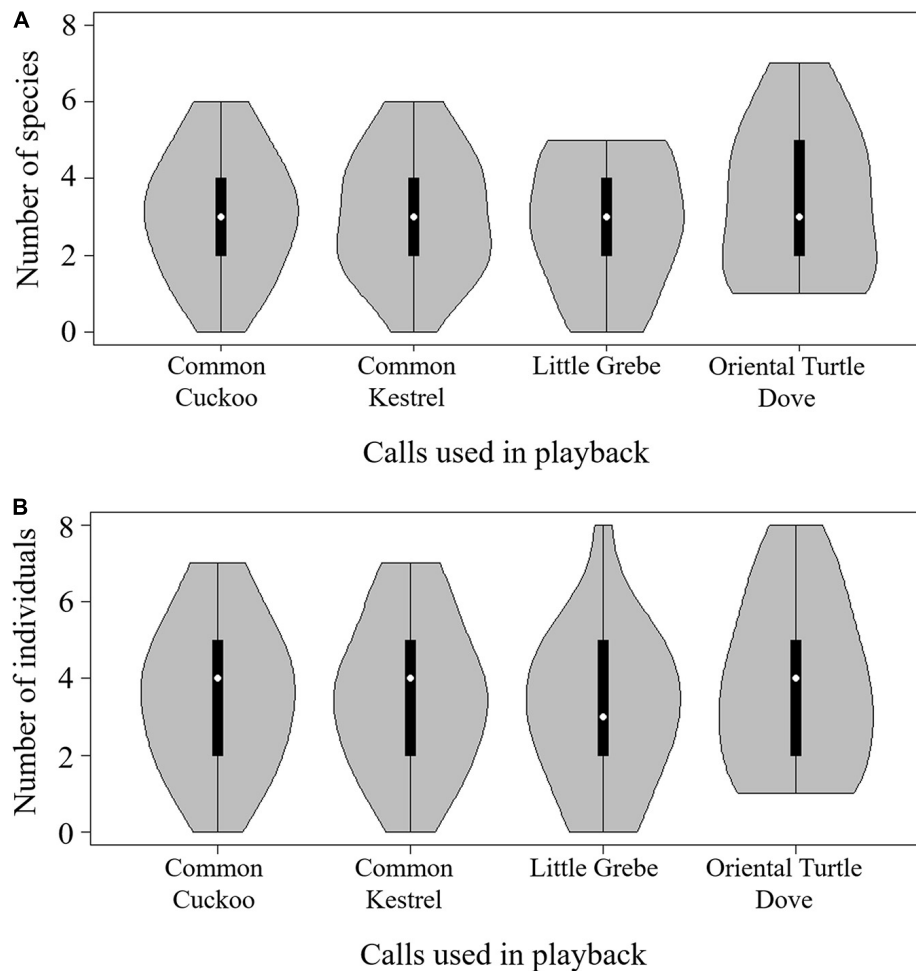 A
Number of species
8
6
4
2
0
Common
Cuckoo
Common
Kestrel
Little Grebe
Oriental Turtle
Dove
Calls used in playback
B
Number of individuals
8
6
4
2
0
Common
Cuckoo
Common
Kestrel
Little Grebe
Oriental Turtle
Dove
Calls used in playback